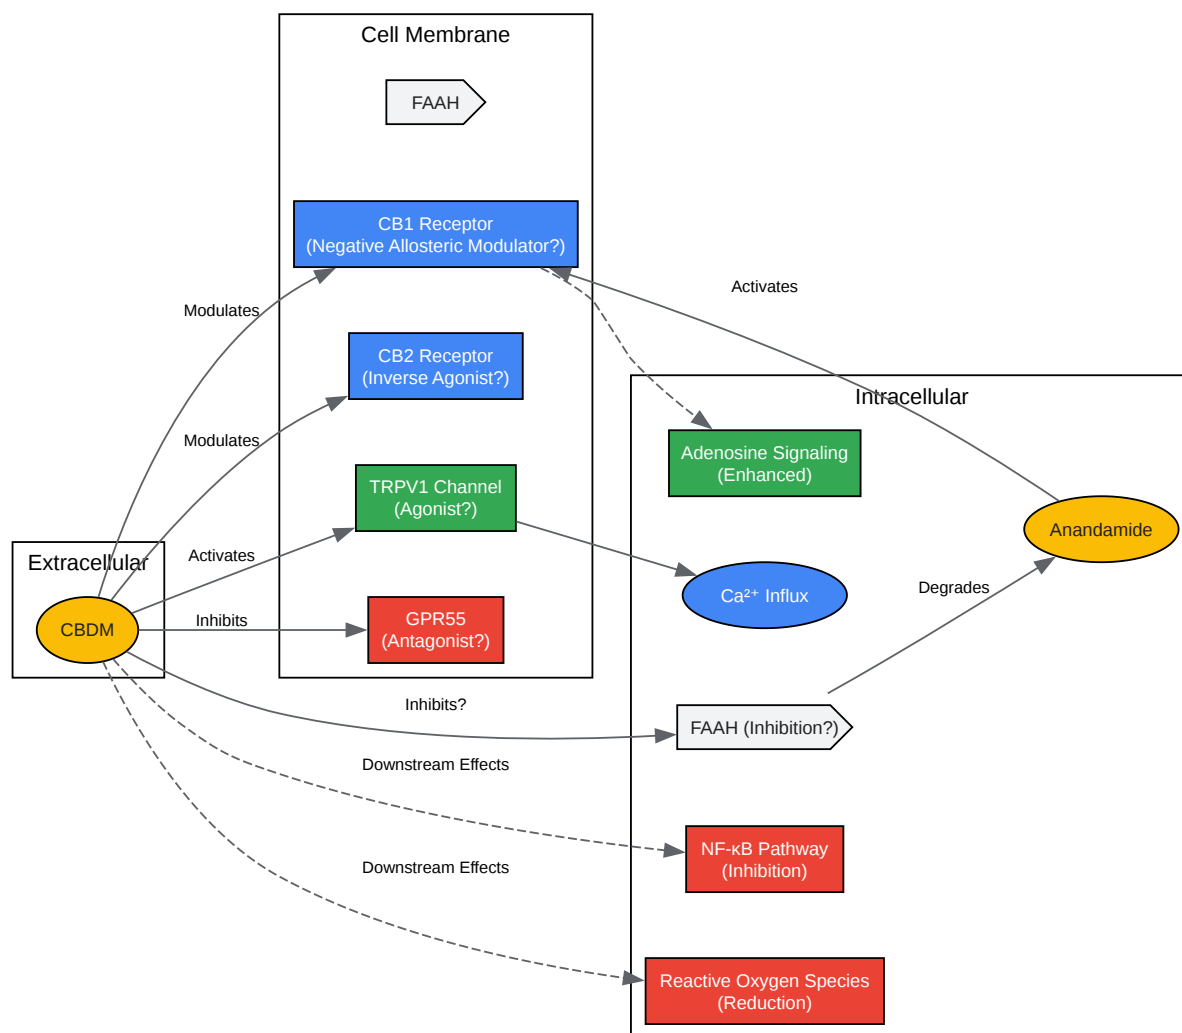 Cell Membrane
FAAH
CB1 Receptor
(Negative Allosteric Modulator?)
Activates
Modulates
CB2 Receptor
(Inverse Agonist?)
Intracellular
Modulates
Adenosine Signaling
(Enhanced)
TRPV1 Channel
(Agonist?)
Anandamide
Extracellular
Activates
Degrades
Ca²⁺ Influx
CBDM
Inhibits
GPR55
(Antagonist?)
Inhibits?
FAAH (Inhibition?)
Downstream Effects
NF-κB Pathway
(Inhibition)
Downstream Effects
Reactive Oxygen Species
(Reduction)